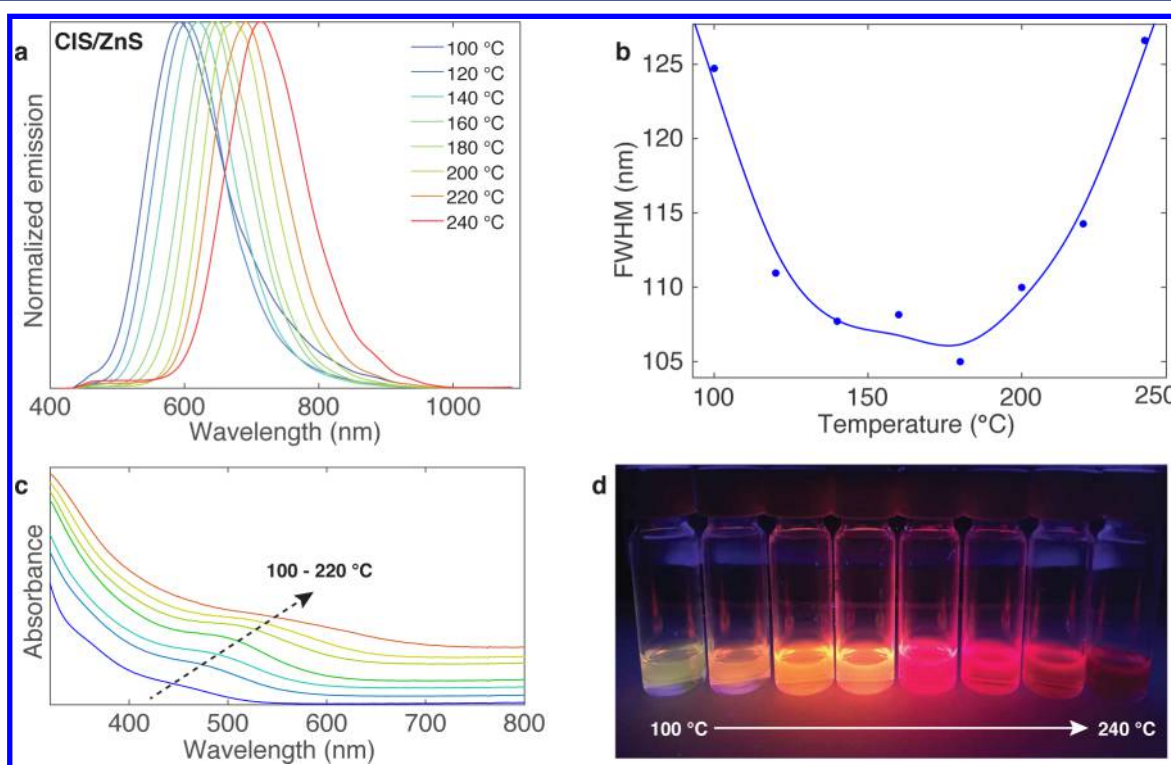 a
CIS/ZnS
100 °C
120 °C
140 °C
160 °C
180 °C
200 °C
220 °C
240 °C
Normalized emission
400 600 800 1000
Wavelength (nm)
b
125
120
115
110
105
FWHM (nm)
100 150 200 250
Temperature (°C)
c
100 - 220 °C
Absorbance
400 500 600 700 800
Wavelength (nm)
d
100 °C 240 °C